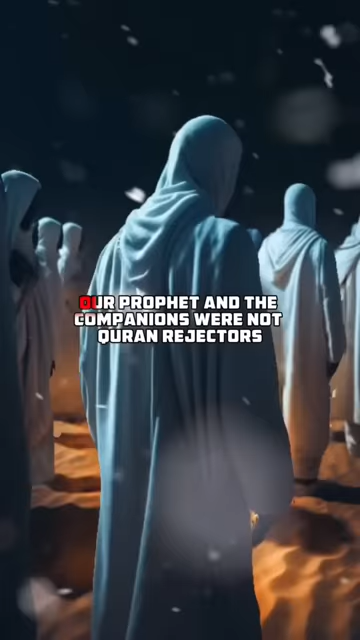 OUR PROPHET AND THE
COMPANIONS WERE NOT
QURAN REJECTORS